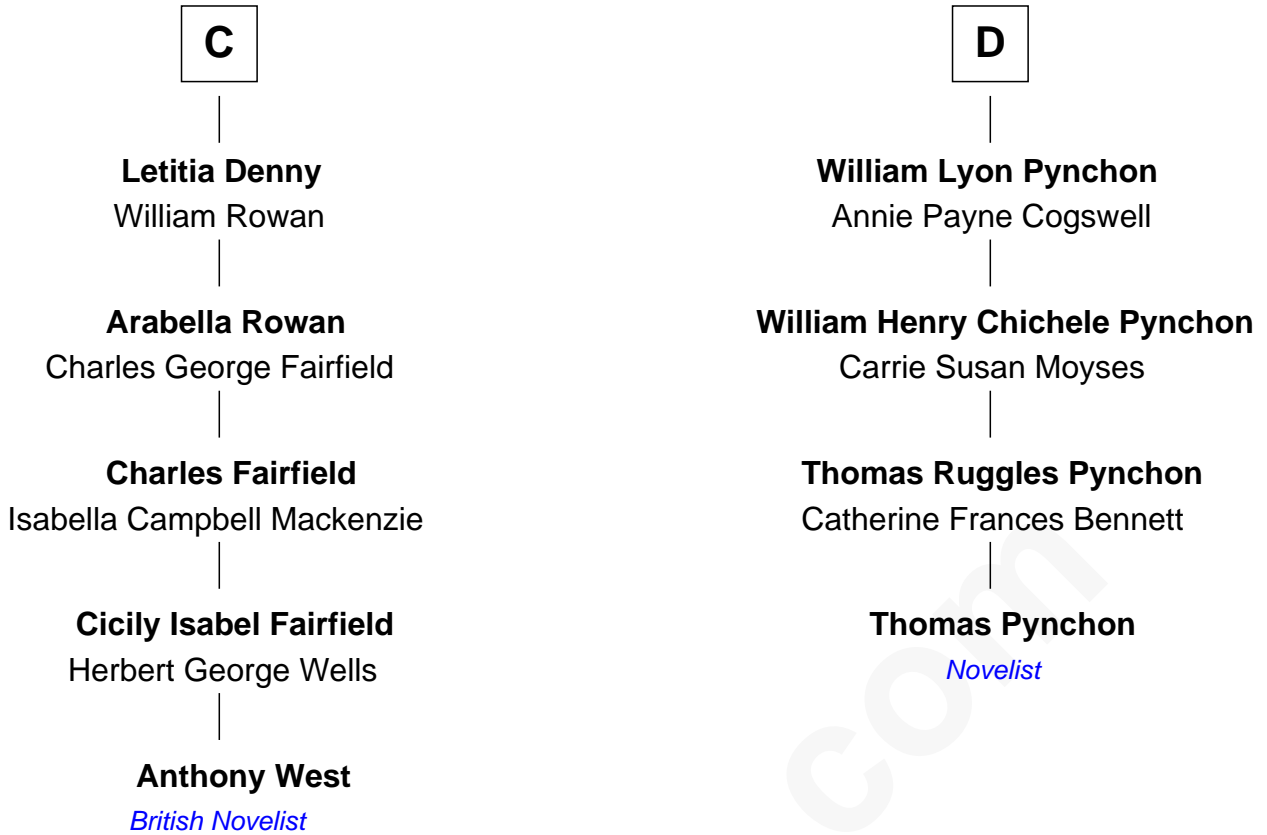 C
Letitia Denny
William Rowan
Arabella Rowan
Charles George Fairfield
Charles Fairfield
Isabella Campbell Mackenzie
Cicily Isabel Fairfield
Herbert George Wells
Anthony West
British Novelist
D
William Lyon Pynchon
Annie Payne Cogswell
William Henry Chichele Pynchon
Carrie Susan Moyses
Thomas Ruggles Pynchon
Catherine Frances Bennett
Thomas Pynchon
Novelist
com